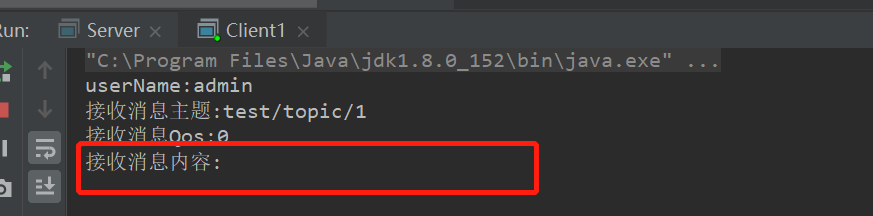 Run: Server × Client1 ×
"C:\Program Files\Java\jdk1.8.0_152\bin\java.exe" ...
userName:admin
接收消息主题:test/topic/1
接收消息Qos:0
接收消息内容: